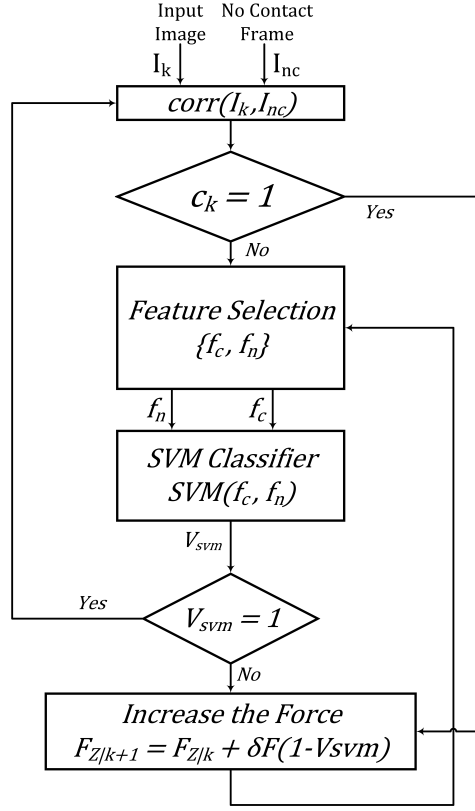 Input Image
No Contact Frame
I_k
I_nc
corr(I_k,I_nc)
c_k = 1
Yes
No
Feature Selection
{f_c, f_n}
f_n
f_c
SVM Classifier
SVM(f_c, f_n)
V_svm
Yes
V_svm = 1
No
Increase the Force
F_Z|k+1 = F_Z|k + δF(1-Vsvm)